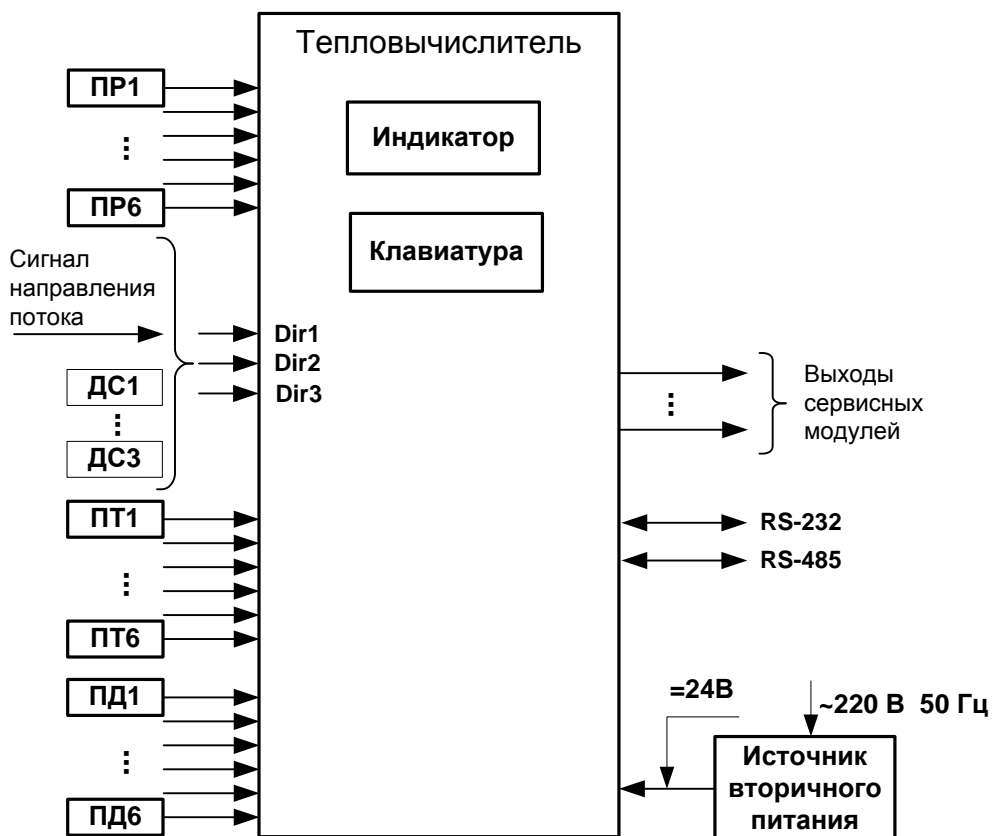 Тепловычислитель
ПР1
...
ПР6
Индикатор
Клавиатура
Сигнал
направления
потока
Dir1
Dir2
Dir3
ДС1
...
ДС3
...
Выходы
сервисных
модулей
ПТ1
...
ПТ6
RS-232
RS-485
ПД1
...
ПД6
=24В
~220 В 50 Гц
Источник
вторичного
питания